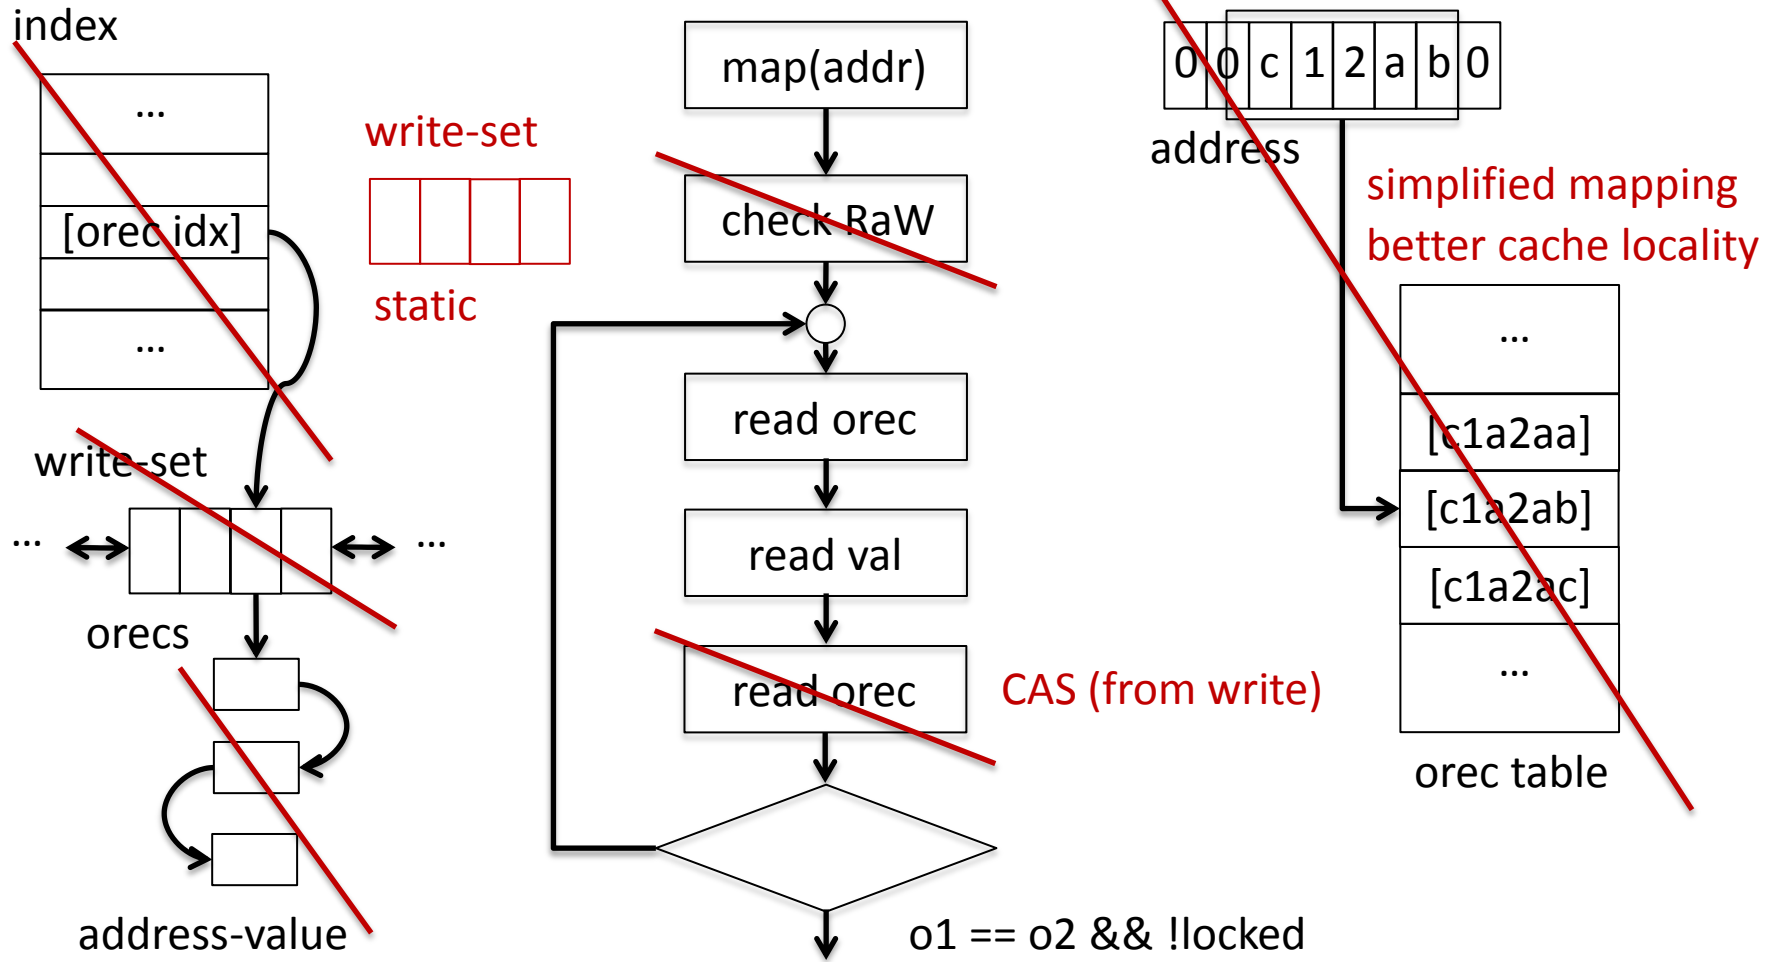 index
...
[orec idx]
...
write-set
static
write-set
...
...
orecs
address-value
map(addr)
check RaW
read orec
read val
read orec
CAS (from write)
o1 == o2 && !locked
0 0 c 1 2 a b 0
address
simplified mapping
better cache locality
...
[c1a2aa]
[c1a2ab]
[c1a2ac]
...
orec table